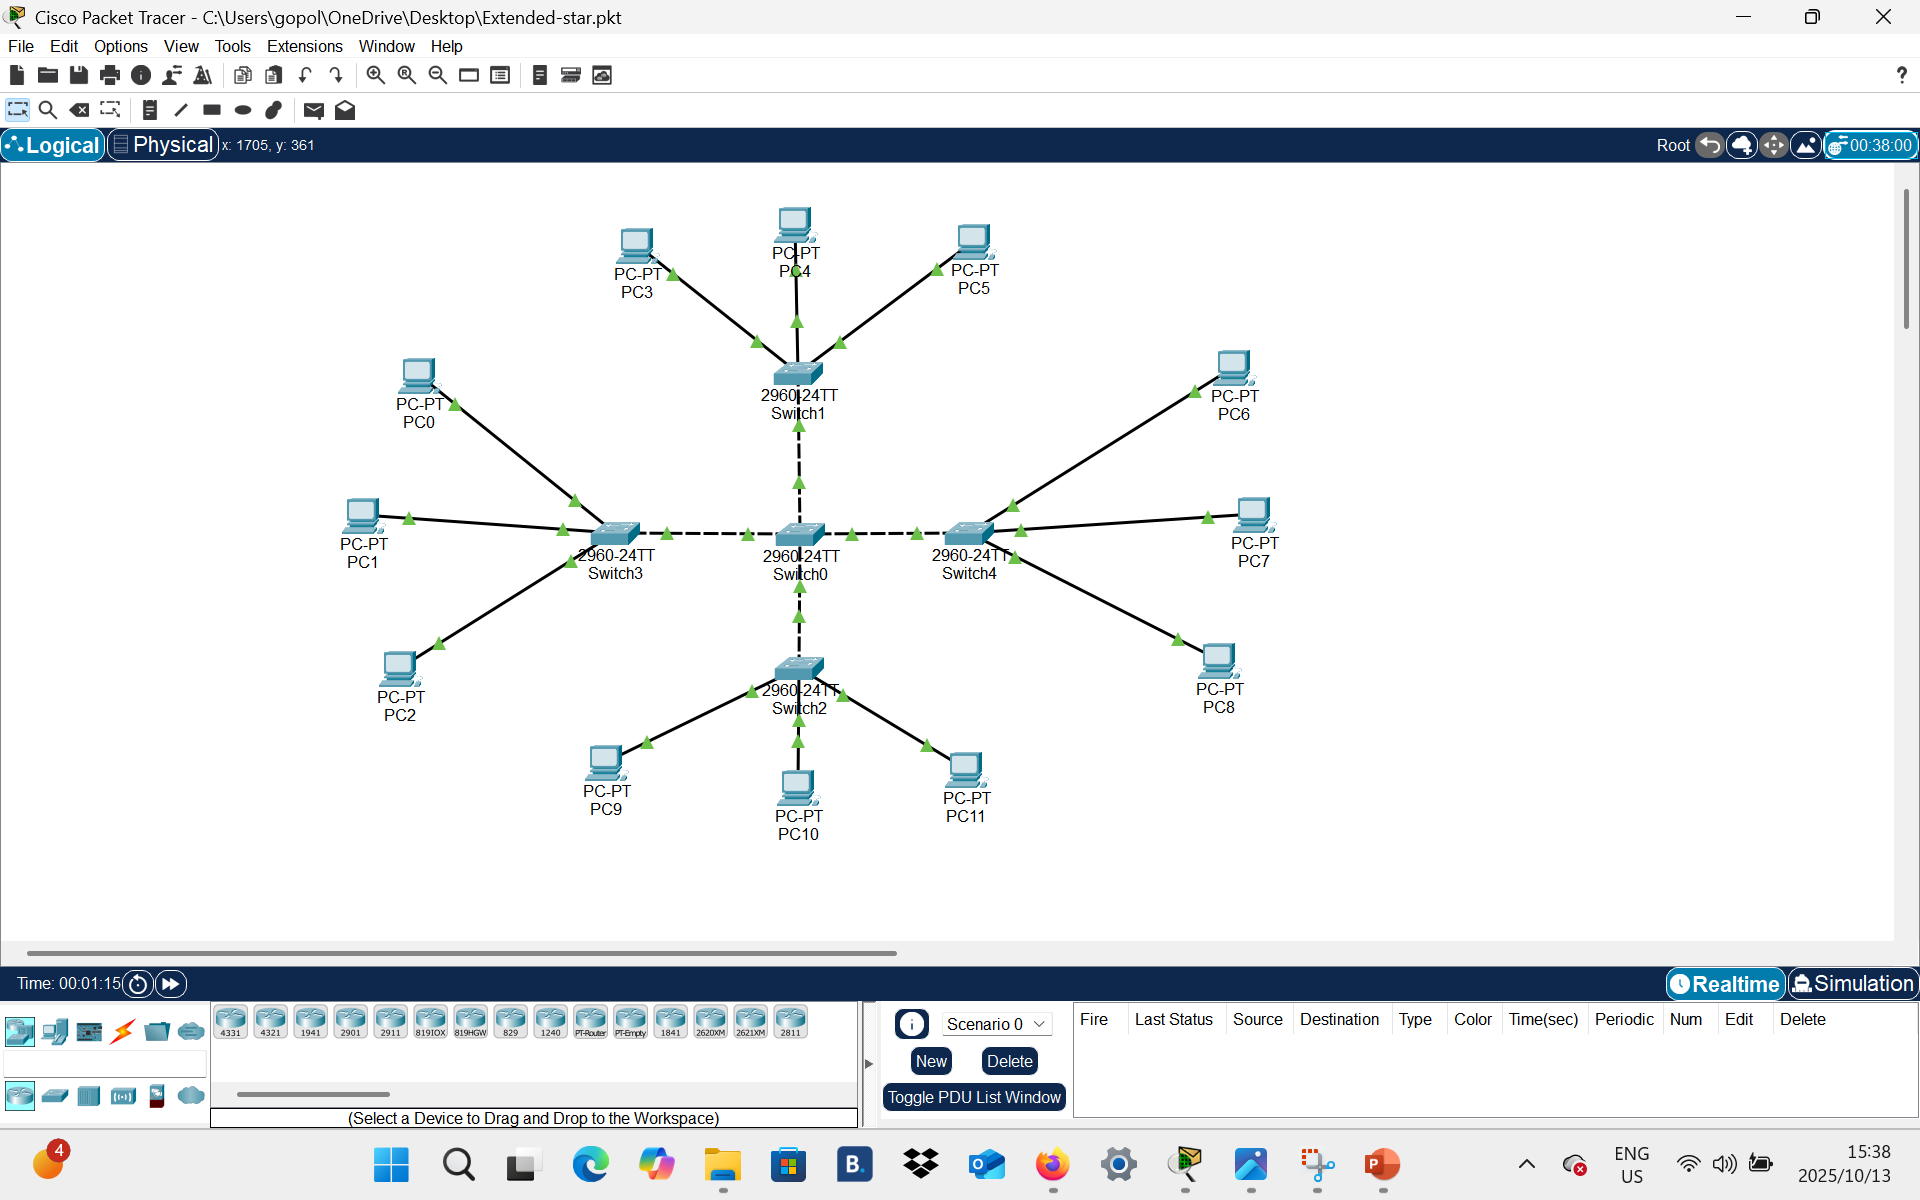 Cisco Packet Tracer - C:\Users\gopol\OneDrive\Desktop\Extended-star.pkt
File Edit Options View Tools Extensions Window Help
?
Logical Physical x: 1705, y: 361 Root 00:38:00
PC-PT
PC3
PC-PT
PC4
PC-PT
PC5
PC-PT
PC0
2960-24TT
Switch1
PC-PT
PC6
PC-PT
PC1
2960-24TT
Switch3
2960-24TT
Switch0
2960-24TT
Switch4
PC-PT
PC7
PC-PT
PC2
2960-24TT
Switch2
PC-PT
PC8
PC-PT
PC9
PC-PT
PC10
PC-PT
PC11
Time: 00:01:15 Realtime Simulation
4331 4321 1941 2901 2911 819IOX 819HGW 829 1240 PT-Router PT-Empty 1841 2620XM 2621XM 2811
(Select a Device to Drag and Drop to the Workspace)
Scenario 0
New Delete
Toggle PDU List Window
Fire Last Status Source Destination Type Color Time(sec) Periodic Num Edit Delete
4
B.
ENG
US
15:38
2025/10/13